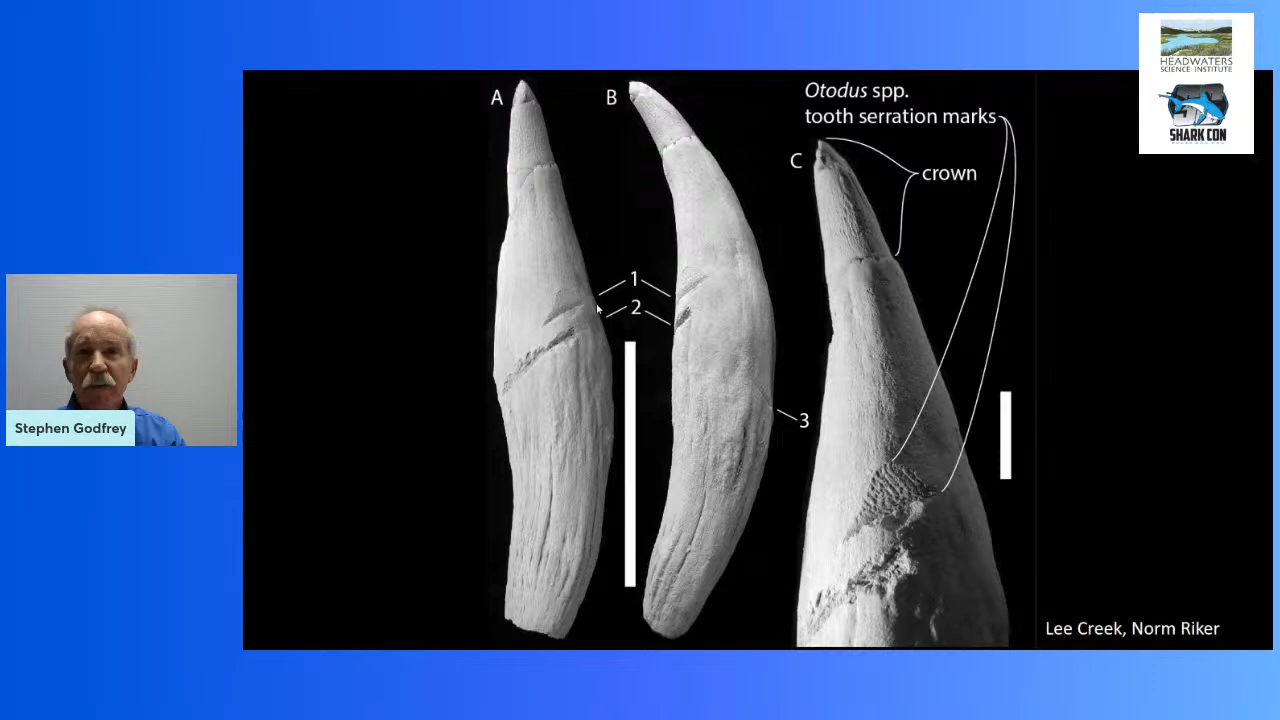 HEADWATERS
SCIENCE INSTITUTE
SHARK CON
A
B
Otodus spp.
tooth serration marks
C
crown
1
2
3
Stephen Godfrey
Lee Creek, Norm Riker